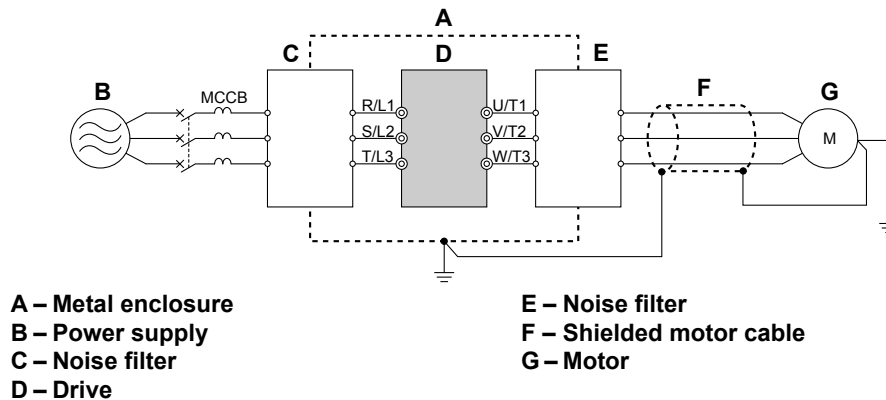 A
C
D
E
B
MCCB
F
G
R/L1
U/T1
S/L2
V/T2
M
T/L3
W/T3
A – Metal enclosure
B – Power supply
C – Noise filter
D – Drive
E – Noise filter
F – Shielded motor cable
G – Motor